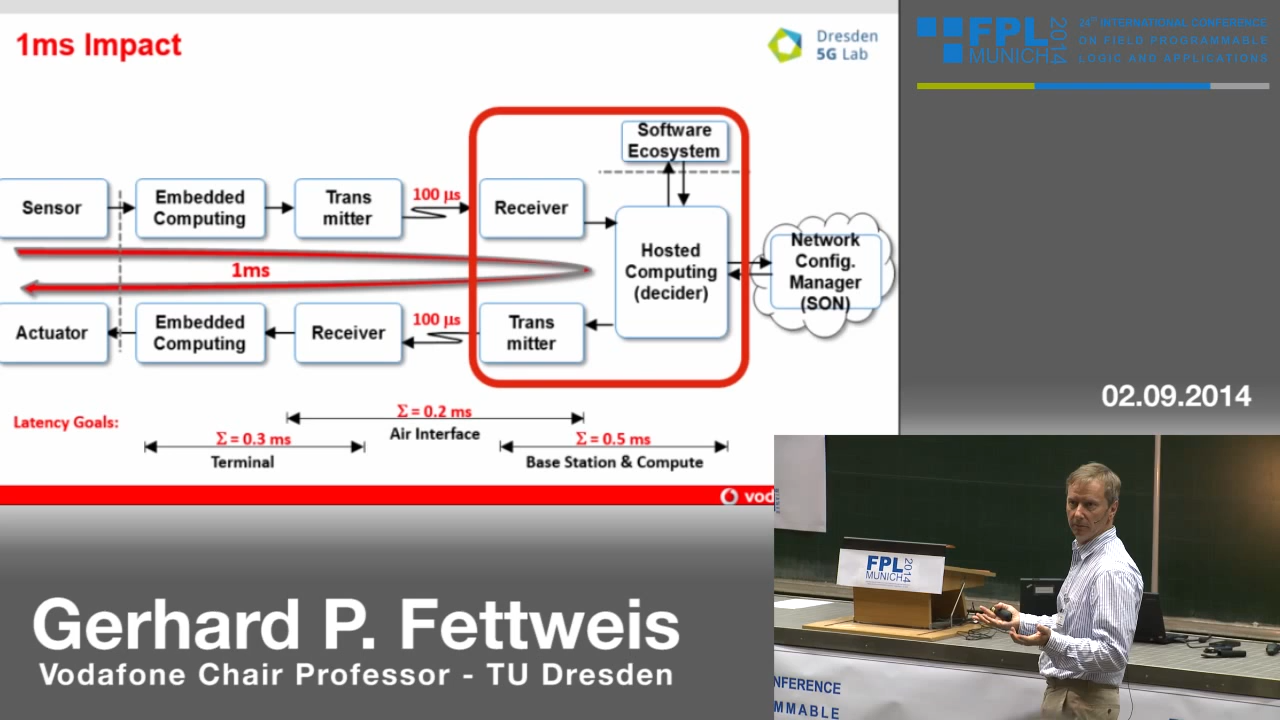 1ms Impact
Dresden
5G Lab
Software
Ecosystem
Sensor
Embedded
Computing
Trans
mitter
100 µs
Receiver
Hosted
Computing
(decider)
Network
Config.
Manager
(SON)
1ms
Actuator
Embedded
Computing
Receiver
100 µs
Trans
mitter
Latency Goals:
Σ = 0.2 ms
Air Interface
Σ = 0.3 ms
Terminal
Σ = 0.5 ms
Base Station & Compute
vod
FPL
MUNICH
2014
24th INTERNATIONAL CONFERENCE
ON FIELD PROGRAMMABLE
LOGIC AND APPLICATIONS
02.09.2014
Gerhard P. Fettweis
Vodafone Chair Professor - TU Dresden
FPL
MUNICH
2014
NFERENCE
MMABLE